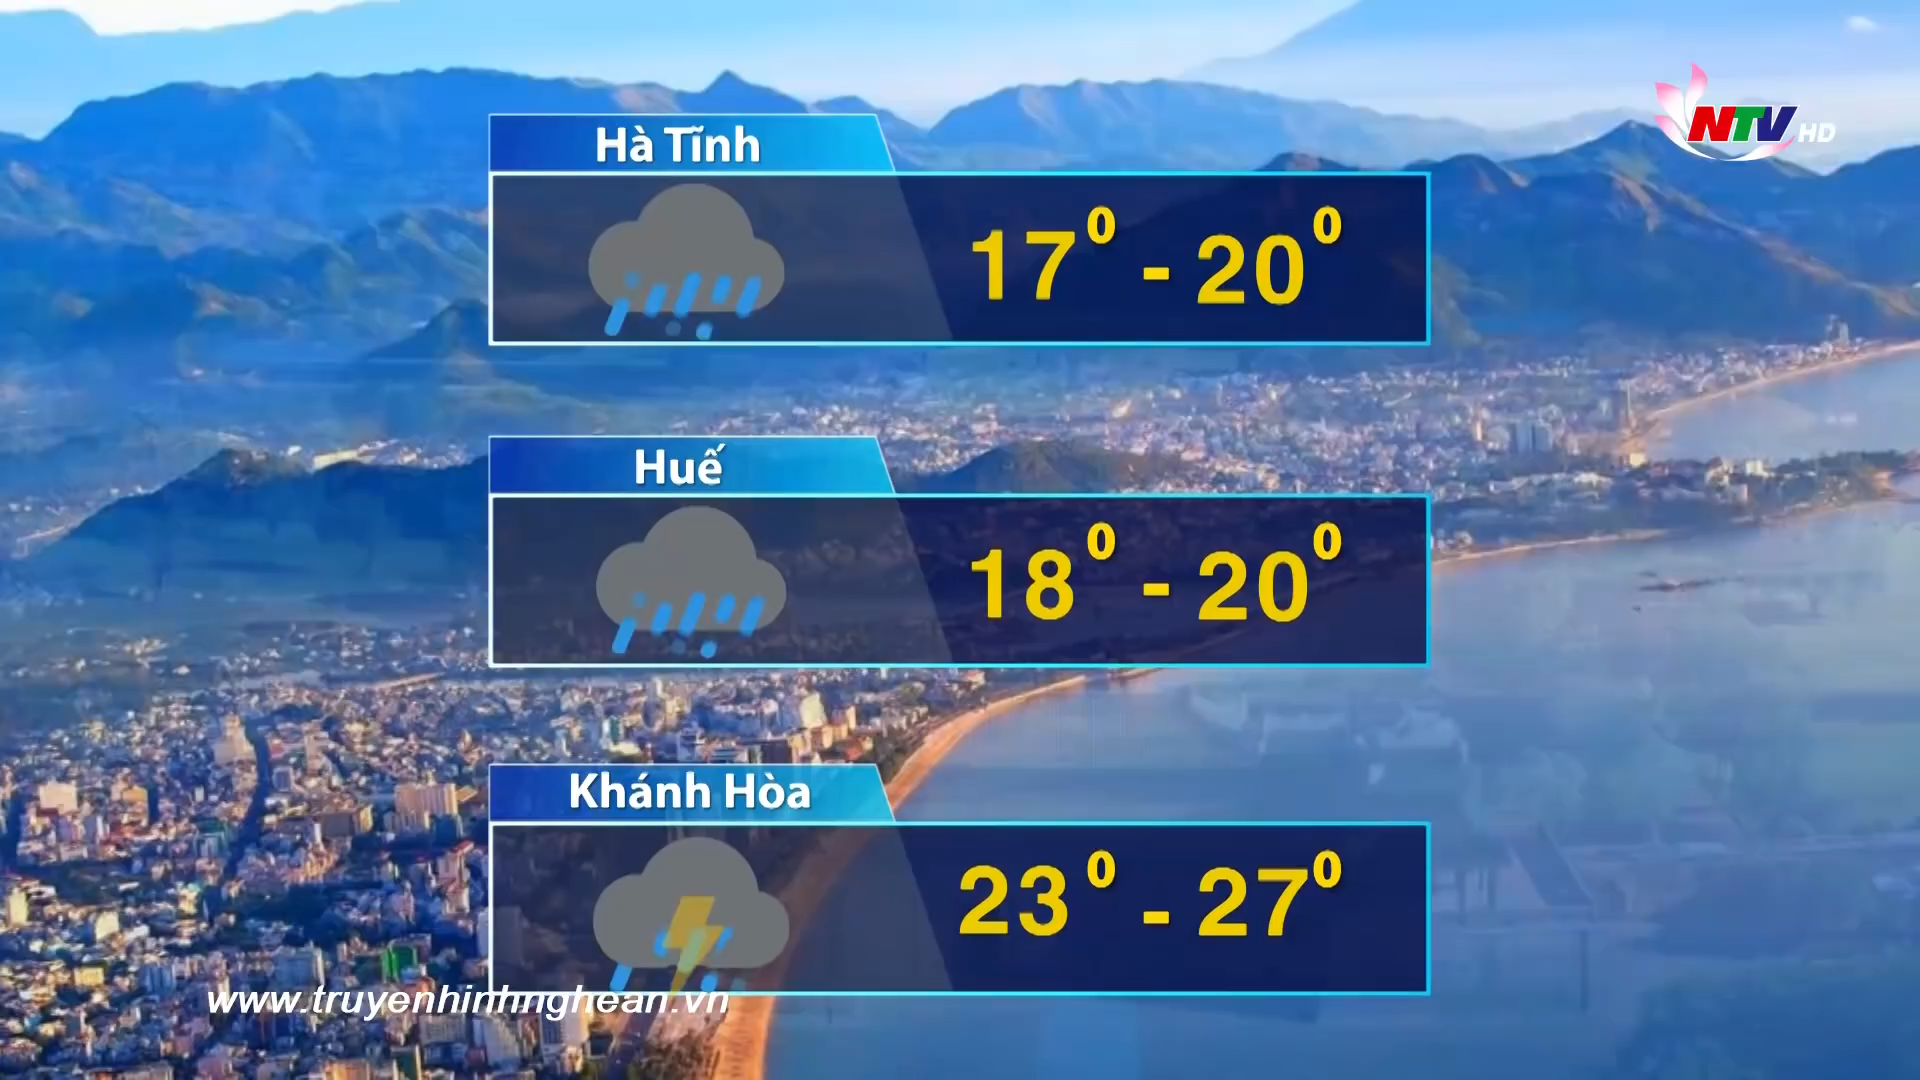 NTV HD
Hà Tĩnh
17⁰ - 20⁰
Huế
18⁰ - 20⁰
Khánh Hòa
23⁰ - 27⁰
www.truyenhinhnghean.vn